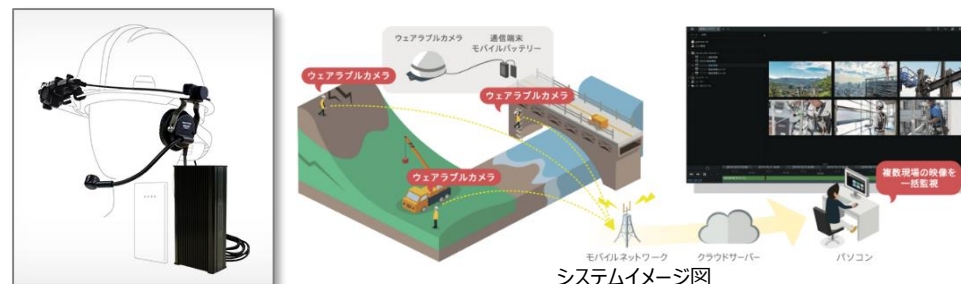 ウェアラブルカメラ
通信端末
モバイルバッテリー
ウェアラブルカメラ
ウェアラブルカメラ
ウェアラブルカメラ
複数現場の映像を
一括監視
モバイルネットワーク
クラウドサーバー
パソコン
システムイメージ図